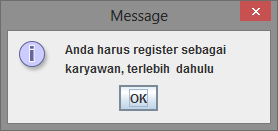 Message
Anda harus register sebagai
karyawan, terlebih dahulu
OK